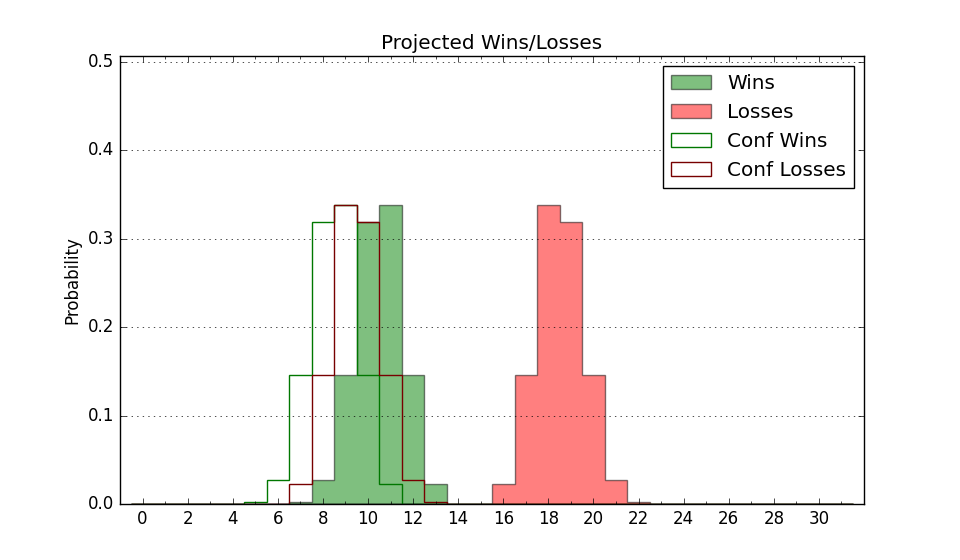 Projected Wins/Losses
0.5
0.4
0.3
0.2
0.1
0.0
Probability
Wins
Losses
Conf Wins
Conf Losses
0 2 4 6 8 10 12 14 16 18 20 22 24 26 28 30